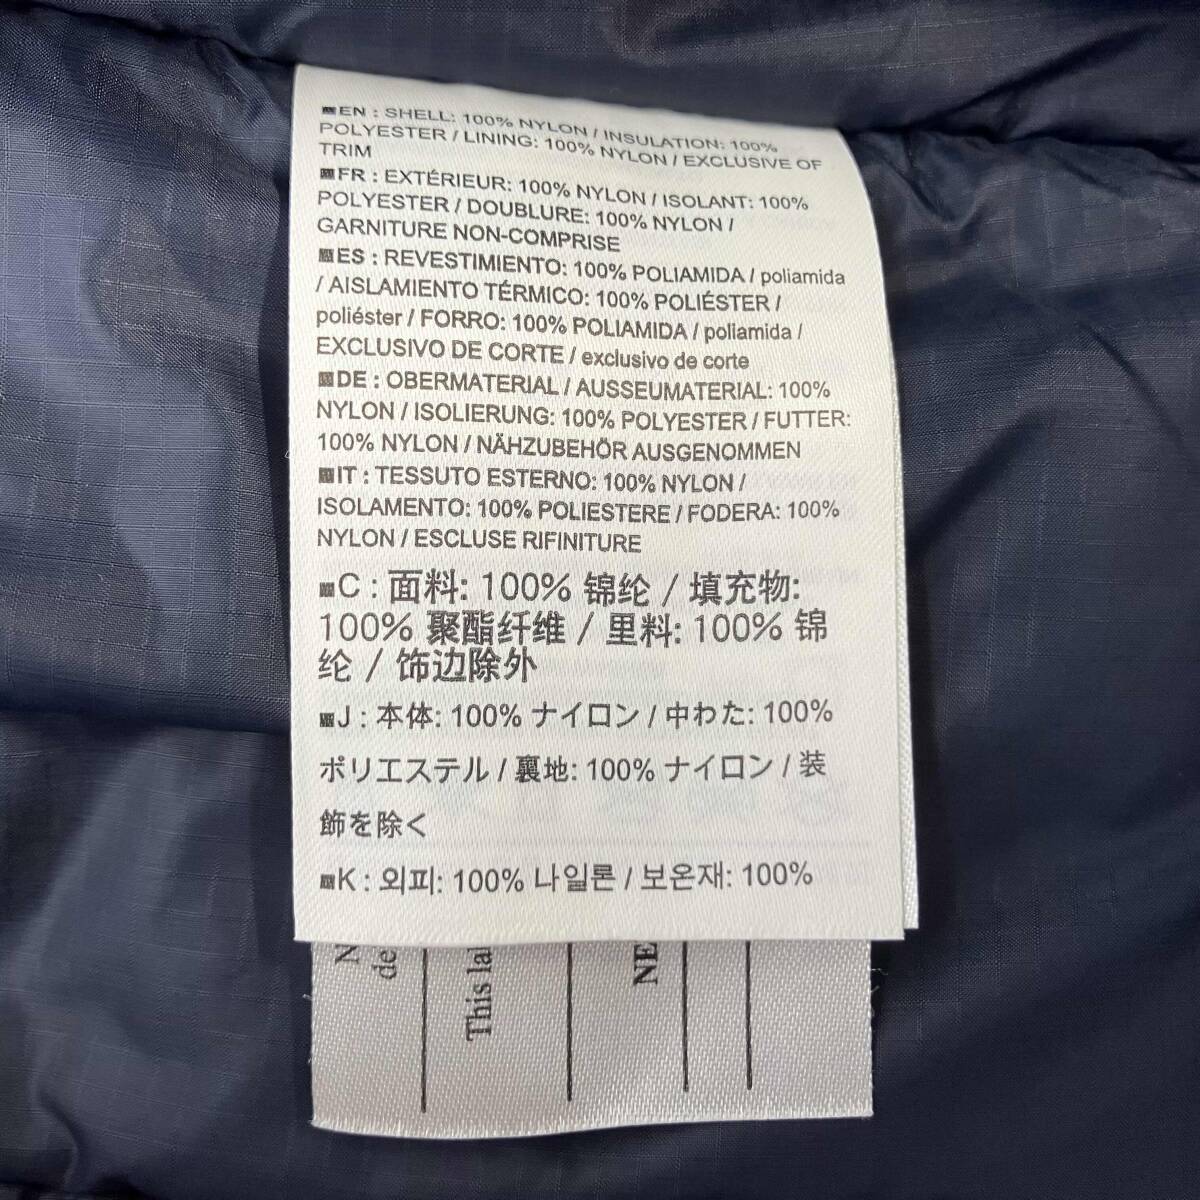 EN : SHELL: 100% NYLON / INSULATION: 100%
POLYESTER / LINING: 100% NYLON / EXCLUSIVE OF
TRIM
FR : EXTÉRIEUR: 100% NYLON / ISOLANT: 100%
POLYESTER / DOUBLURE: 100% NYLON /
GARNITURE NON-COMPRISE
ES : REVESTIMIENTO: 100% POLIAMIDA / poliamida
/ AISLAMIENTO TÉRMICO: 100% POLIÉSTER /
poliéster / FORRO: 100% POLIAMIDA / poliamida /
EXCLUSIVO DE CORTE / exclusivo de corte
DE : OBERMATERIAL / AUSSEUMATERIAL: 100%
NYLON / ISOLIERUNG: 100% POLYESTER / FUTTER:
100% NYLON / NÄHZUBEHÖR AUSGENOMMEN
IT : TESSUTO ESTERNO: 100% NYLON /
ISOLAMENTO: 100% POLIESTERE / FODERA: 100%
NYLON / ESCLUSE RIFINITURE
C : 面料: 100% 锦纶 / 填充物:
100% 聚酯纤维 / 里料: 100% 锦
纶 / 饰边除外
J : 本体: 100% ナイロン / 中わた: 100%
ポリエステル / 裏地: 100% ナイロン / 装
飾を除く
K : 외피: 100% 나일론 / 보온재: 100%
N
de
This la
NE